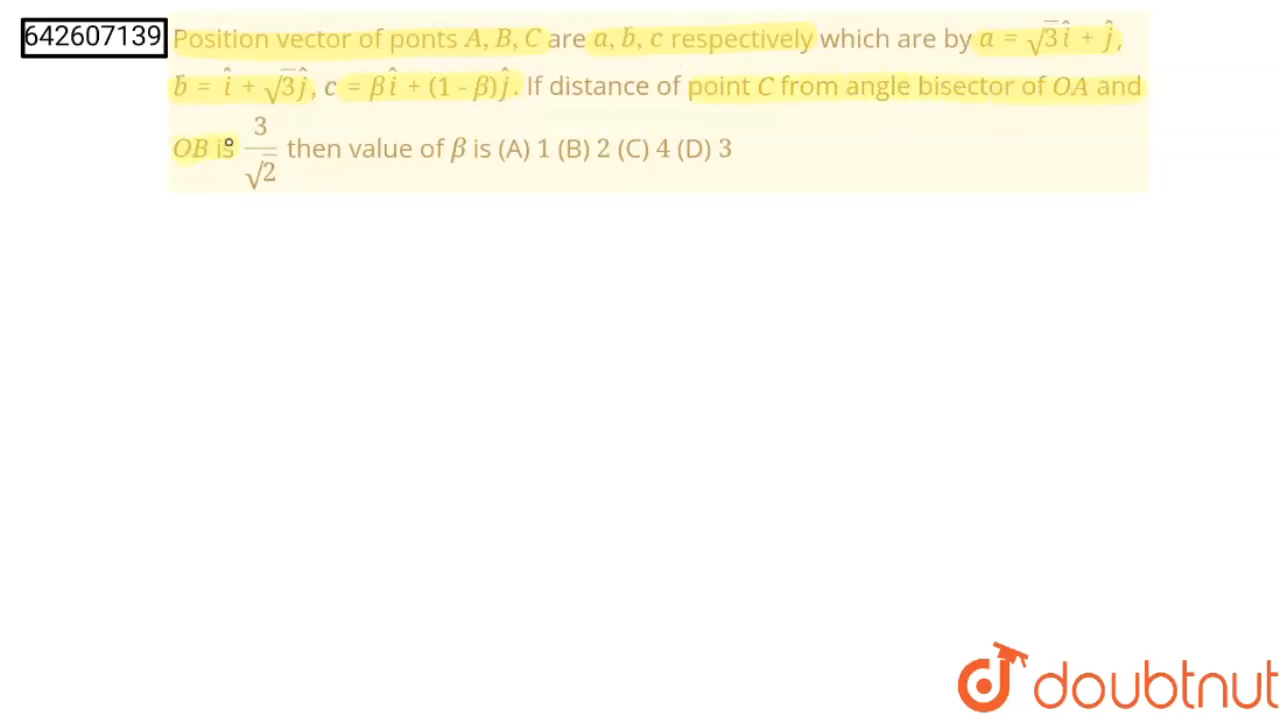 642607139 Position vector of ponts A, B, C are a, b, c respectively which are by a = √3î + ĵ,
b = î + √3ĵ, c = βî + (1 - β)ĵ. If distance of point C from angle bisector of OA and
OB is 3/√2 then value of β is (A) 1 (B) 2 (C) 4 (D) 3
doubtnut